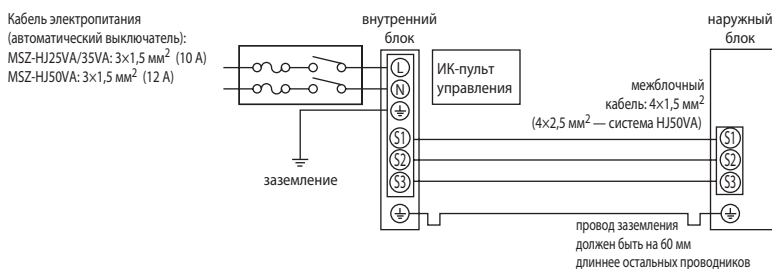 Кабель электропитания
(автоматический выключатель):
MSZ-HJ25VA/35VA: 3×1,5 мм² (10 А)
MSZ-HJ50VA: 3×1,5 мм² (12 А)
внутренний
блок
наружный
блок
L
N
ИК-пульт
управления
межблочный
кабель: 4×1,5 мм²
(4×2,5 мм² — система HJ50VA)
S1
S2
S3
S1
S2
S3
заземление
провод заземления
должен быть на 60 мм
длиннее остальных проводников